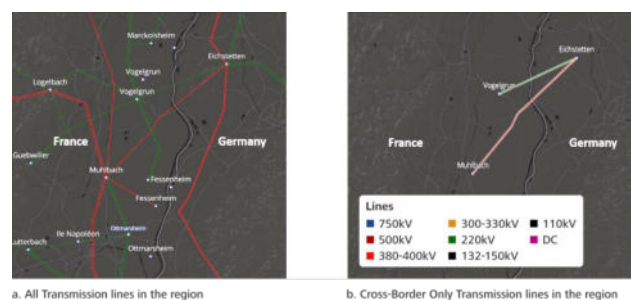 Marckolsheim
Eichstetten
Vogelgrun
Logelbach
Vogelgrun
France
Germany
Guebwiller
Muhlbach
Fessenheim
Fessenheim
Ile Napoléon
Ottmarsheim
Lutterbach
Ottmarsheim
a. All Transmission lines in the region
Eichstetten
Vogelgrun
France
Germany
Muhlbach
Lines
750kV
300-330kV
110kV
500kV
220kV
DC
380-400kV
132-150kV
b. Cross-Border Only Transmission lines in the region